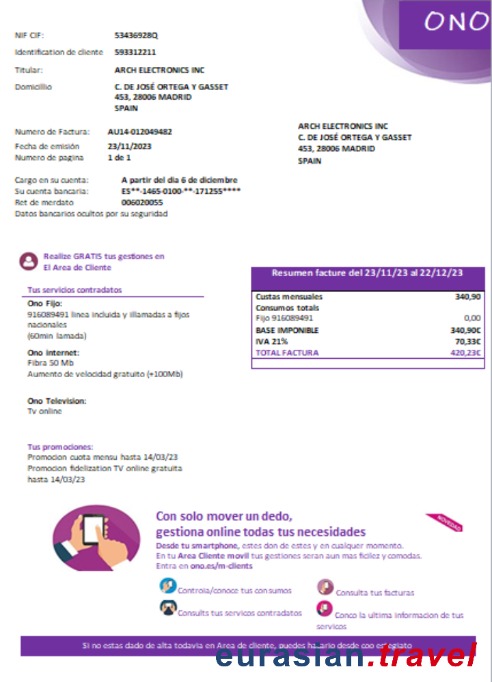 ONO
NIF CIF: 53436928Q
Identification de cliente 593312211
Titular: ARCH ELECTRONICS INC
Domicillio C. DE JOSÉ ORTEGA Y GASSET
453, 28006 MADRID
SPAIN
Numero de Factura: AU14-012049482
Fecha de emisión 23/11/2023
Numero de pagina 1 de 1
ARCH ELECTRONICS INC
C. DE JOSÉ ORTEGA Y GASSET
453, 28006 MADRID
SPAIN
Cargo en su cuenta: A partir del dia 6 de diciembre
Su cuenta bancaria: ES**-1465-0100-**-171255****
Ret de merdato 006020055
Datos bancarios ocultos por su seguridad
Realize GRATIS tus gestiones en
El Area de Cliente
Tus servicios contratados
Ono Fijo:
916089491 linea incluida y illamadas a fijos
nacionales
(60min lamada)
Ono Internet:
Fibra 50 Mb
Aumento de velocidad gratuito (+100Mb)
Ono Television:
Tv online
Resumen facture del 23/11/23 al 22/12/23
Custas mensuales 340,90
Consumos totals
Fijo 916089491 0,00
BASE IMPONIBLE 340,90€
IVA 21% 70,33€
TOTAL FACTURA 420,23€
Tus promociones:
Promocion cuota mensu hasta 14/03/23
Promocion fidelization TV online gratuita
hasta 14/03/23
Con solo mover un dedo,
gestiona online todas tus necesidades
NOVEDAD
Desde tu smartphone, estes don de estes y en cualquor momento.
En tu Area Cliente movil tus gestiones seran aun mas ficilez y comodas.
Entra en ono.es/m-clients
Controla/conoce tus con sumos
Consulta tus facturas
Consults tus servicos contratados
Conco la ultima informacion de tus
servicos
Si no estas dado de alta todavia en Area de cliente, puedes hazarlo desde coo estegiato
eurasian.travel